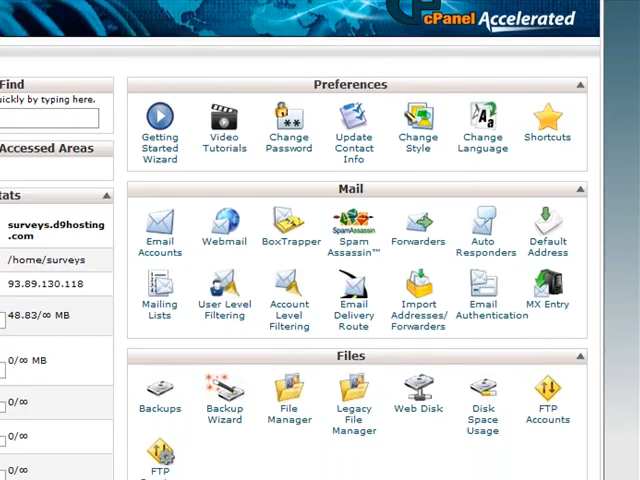 cPanel Accelerated
Find
uickly by typing here.
Accessed Areas
tats
surveys.d9hosting
.com
/home/surveys
93.89.130.118
48.83/∞ MB
0/∞ MB
0/∞
0/∞
0/∞
Preferences
Getting
Started
Wizard
Video
Tutorials
Change
Password
Update
Contact
Info
Change
Style
Change
Language
Shortcuts
Mail
Email
Accounts
Webmail
BoxTrapper
SpamAssassin
Spam
Assassin™
Forwarders
Auto
Responders
Default
Address
Mailing
Lists
User Level
Filtering
Account
Level
Filtering
Email
Delivery
Route
Import
Addresses/
Forwarders
Email
Authentication
MX Entry
Files
Backups
Backup
Wizard
File
Manager
Legacy
File
Manager
Web Disk
Disk
Space
Usage
FTP
Accounts
FTP